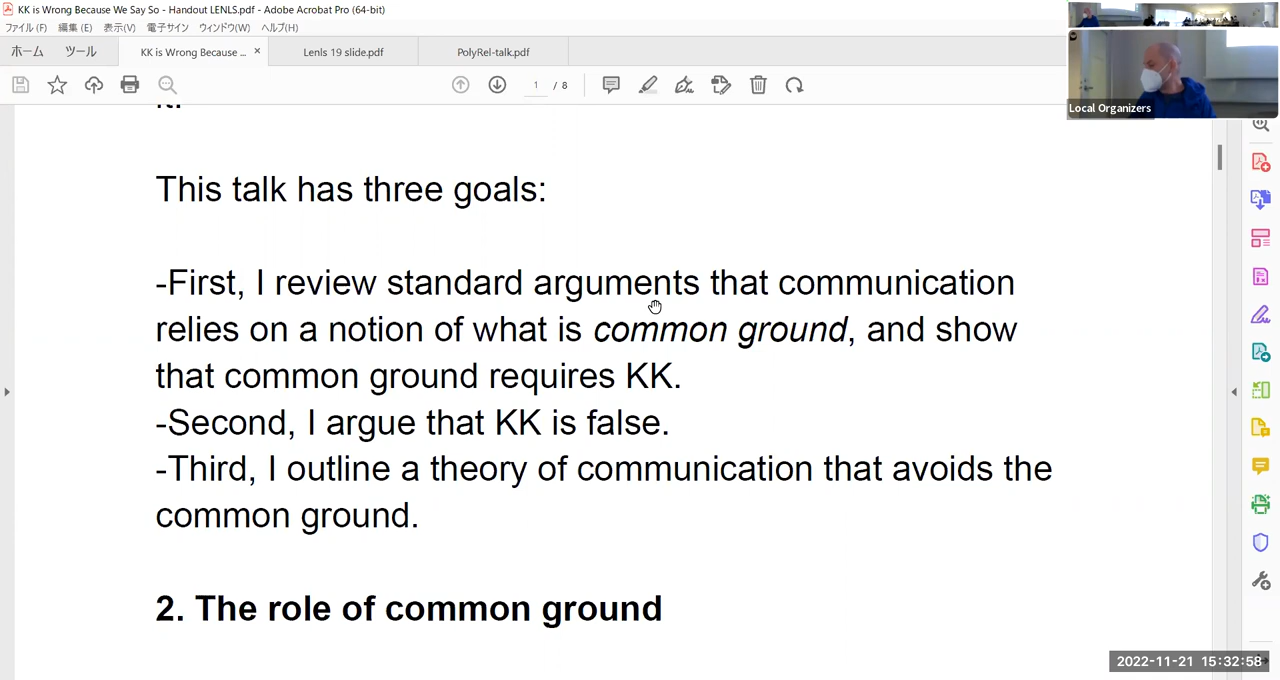 KK is Wrong Because We Say So - Handout LENLS.pdf - Adobe Acrobat Pro (64-bit)
ファイル(F) 編集(E) 表示(V) 電子サイン ウィンドウ(W) ヘルプ(H)
ホーム ツール KK is Wrong Because ... × Lenls 19 slide.pdf PolyRel-talk.pdf
1 / 8
Local Organizers
it.
This talk has three goals:
-First, I review standard arguments that communication
relies on a notion of what is common ground, and show
that common ground requires KK.
-Second, I argue that KK is false.
-Third, I outline a theory of communication that avoids the
common ground.
2. The role of common ground
2022-11-21 15:32:58